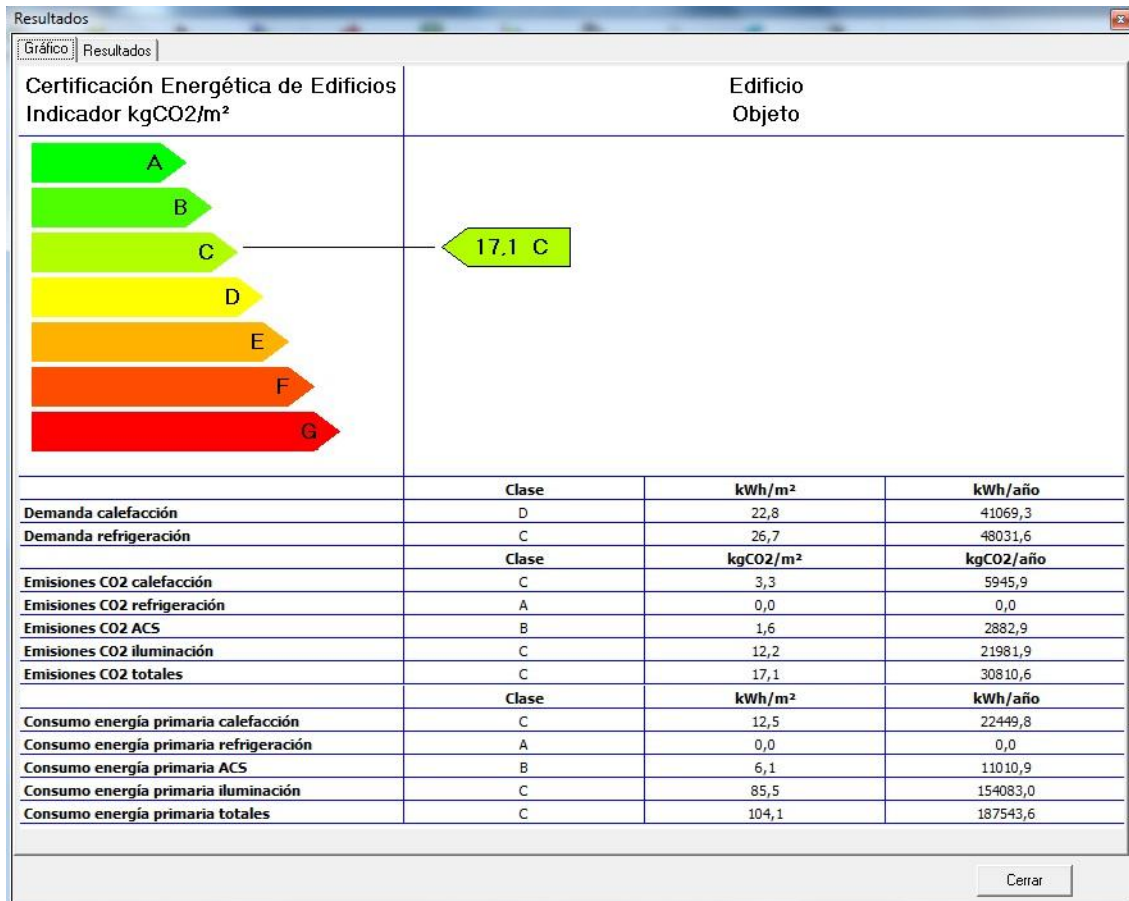 Resultados
Gráfico Resultados
Certificación Energética de Edificios
Indicador kgCO2/m²
Edificio
Objeto
A
B
C
17,1 C
D
E
F
G
Clase kWh/m² kWh/año
Demanda calefacción D 22,8 41069,3
Demanda refrigeración C 26,7 48031,6
Clase kgCO2/m² kgCO2/año
Emisiones CO2 calefacción C 3,3 5945,9
Emisiones CO2 refrigeración A 0,0 0,0
Emisiones CO2 ACS B 1,6 2882,9
Emisiones CO2 iluminación C 12,2 21981,9
Emisiones CO2 totales C 17,1 30810,6
Clase kWh/m² kWh/año
Consumo energía primaria calefacción C 12,5 22449,8
Consumo energía primaria refrigeración A 0,0 0,0
Consumo energía primaria ACS B 6,1 11010,9
Consumo energía primaria iluminación C 85,5 154083,0
Consumo energía primaria totales C 104,1 187543,6
Cerrar